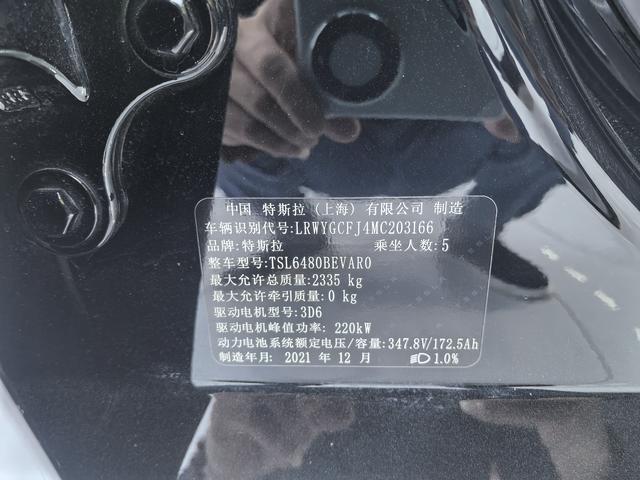 中国 特斯拉 (上海) 有限公司 制造
车辆识别代号:LRWYGCFJ4MC203166
品牌:特斯拉 乘坐人数:5
整车型号:TSL6480BEVAR0
最大允许总质量:2335 kg
最大允许牵引质量:0 kg
驱动电机型号:3D6
驱动电机峰值功率: 220kW
动力电池系统额定电压/容量:347.8V/172.5Ah
制造年月: 2021 年 12 月 1.0%